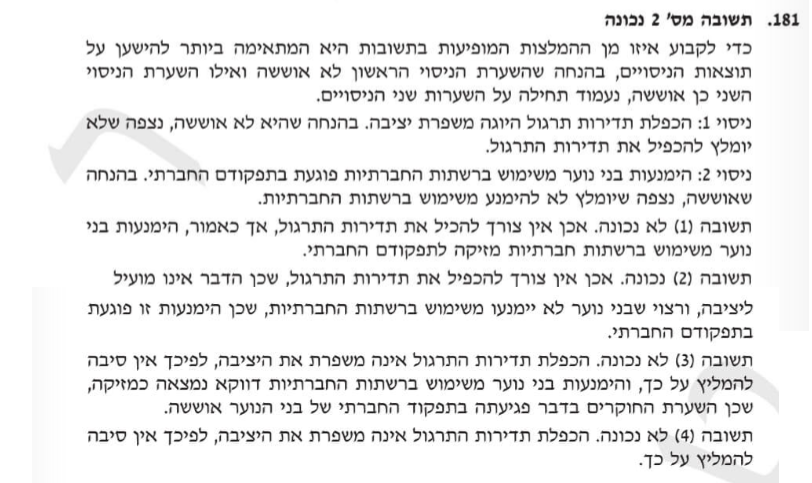 181. תשובה מס' 2 נכונה
כדי לקבוע איזו מן ההמלצות המופיעות בתשובות היא המתאימה ביותר להישען על
תוצאות הניסויים, בהנחה שהשערת הניסוי הראשון לא אוששה ואילו השערת הניסוי
השני כן אוששה, נעמוד תחילה על השערות שני הניסויים.
ניסוי 1: הכפלת תדירות תרגול היוגה משפרת יציבה. בהנחה שהיא לא אוששה, נצפה שלא
יומלץ להכפיל את תדירות התרגול.
ניסוי 2: הימנעות בני נוער משימוש ברשתות החברתיות פוגעת בתפקודם החברתי. בהנחה
שאוששה, נצפה שיומלץ לא להימנע משימוש ברשתות החברתיות.
תשובה (1) לא נכונה. אכן אין צורך להכיל את תדירות התרגול, אך כאמור, הימנעות בני
נוער משימוש ברשתות חברתיות מזיקה לתפקודם החברתי.
תשובה (2) נכונה. אכן אין צורך להכפיל את תדירות התרגול, שכן הדבר אינו מועיל
ליציבה, ורצוי שבני נוער לא יימנעו משימוש ברשתות החברתיות, שכן הימנעות זו פוגעת
בתפקודם החברתי.
תשובה (3) לא נכונה. הכפלת תדירות התרגול אינה משפרת את היציבה, לפיכך אין סיבה
להמליץ על כך, והימנעות בני נוער משימוש ברשתות החברתיות דווקא נמצאה כמזיקה,
שכן השערת החוקרים בדבר פגיעתה בתפקוד החברתי של בני הנוער אוששה.
תשובה (4) לא נכונה. הכפלת תדירות התרגול אינה משפרת את היציבה, לפיכך אין סיבה
להמליץ על כך.